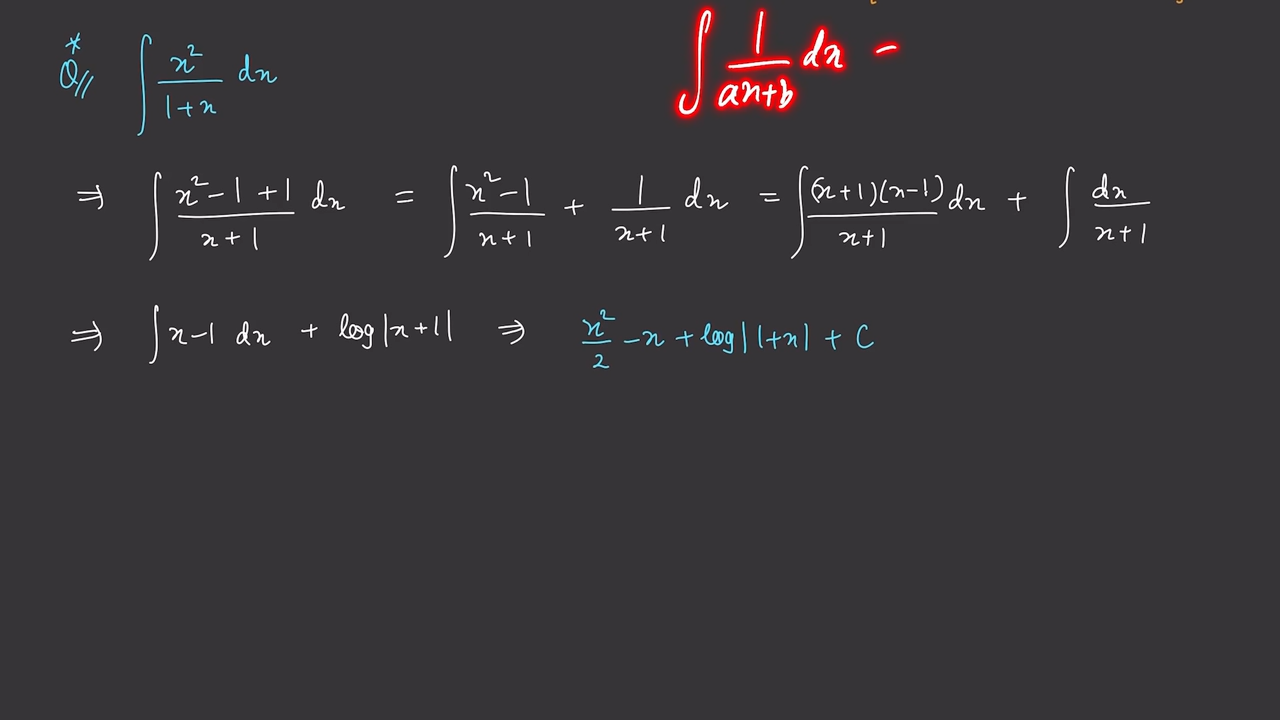 * Q// ∫ x²/(1+x) dx
∫ 1/(ax+b) dx =
⇒ ∫ (x²-1+1)/(x+1) dx = ∫ (x²-1)/(x+1) + 1/(x+1) dx = ∫ (x+1)(x-1)/(x+1) dx + ∫ dx/(x+1)
⇒ ∫ x-1 dx + log|x+1| ⇒ x²/2 - x + log|1+x| + C